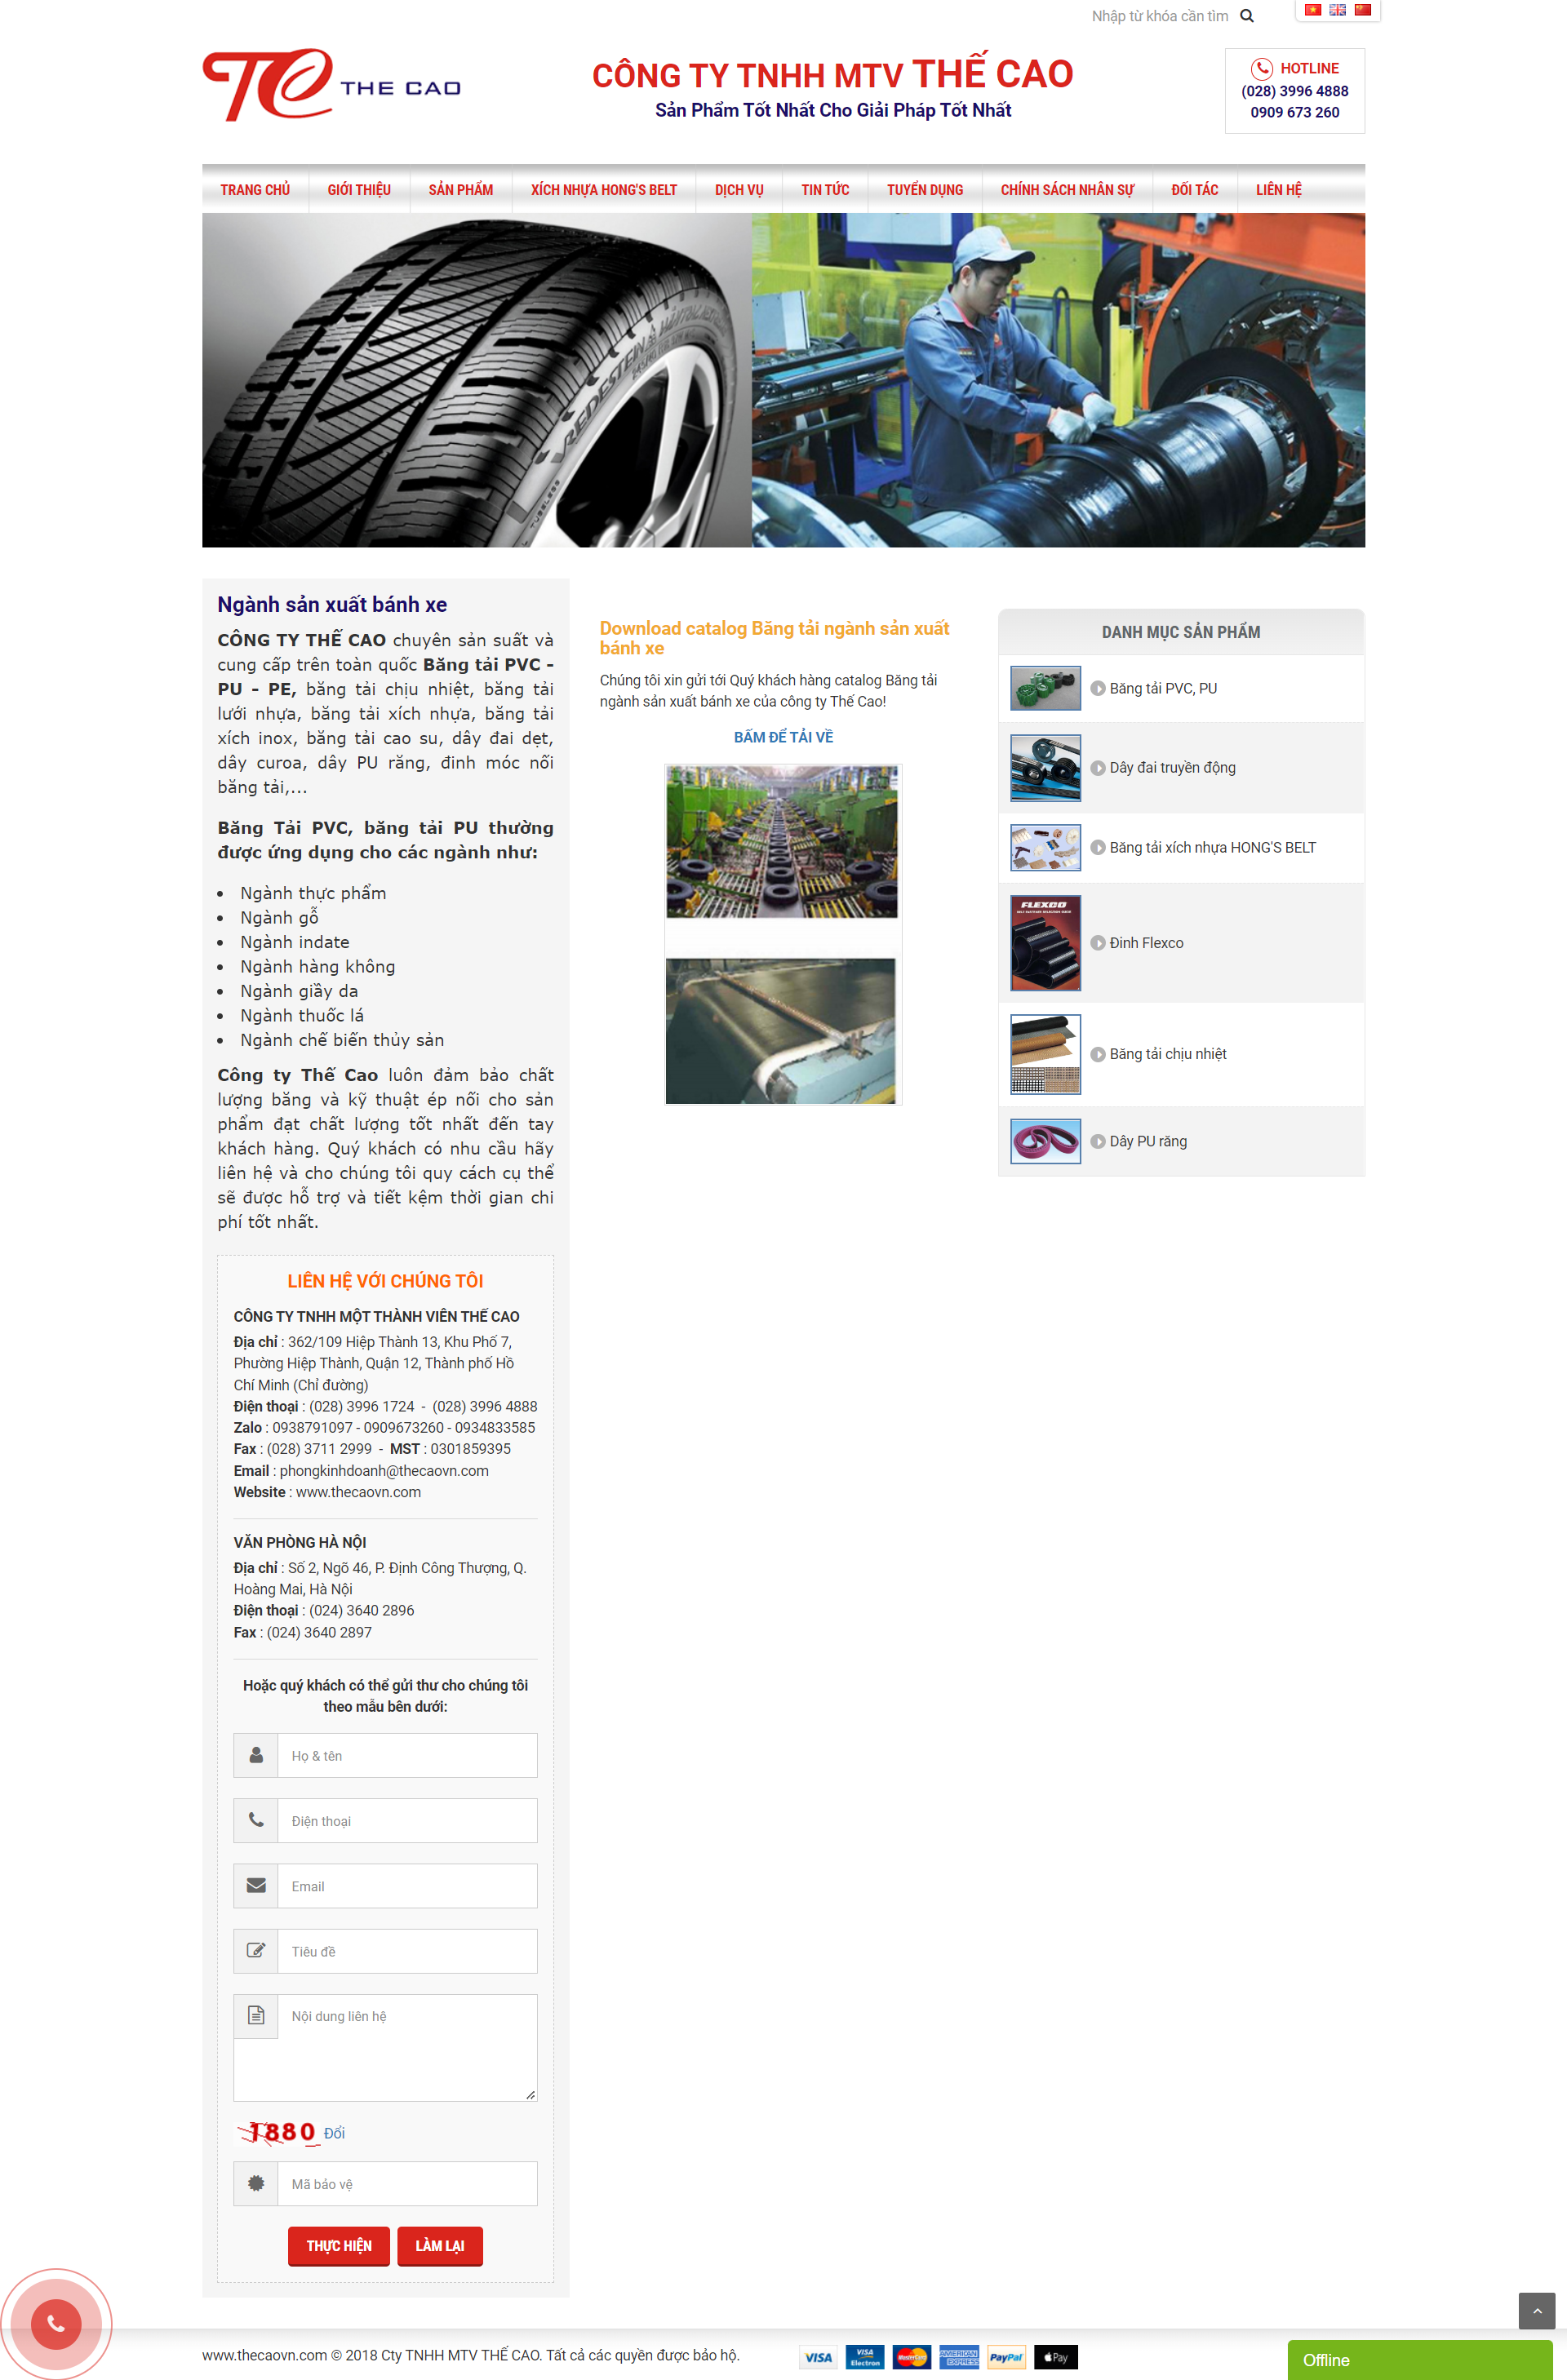 Nhập từ khóa cần tìm
TC THE CAO
CÔNG TY TNHH MTV THẾ CAO
Sản Phẩm Tốt Nhất Cho Giải Pháp Tốt Nhất
HOTLINE
(028) 3996 4888
0909 673 260
TRANG CHỦ GIỚI THIỆU SẢN PHẨM XÍCH NHỰA HONG'S BELT DỊCH VỤ TIN TỨC TUYỂN DỤNG CHÍNH SÁCH NHÂN SỰ ĐỐI TÁC LIÊN HỆ
REDESTEIN
TUBELESS
Ngành sản xuất bánh xe
CÔNG TY THẾ CAO chuyên sản suất và
cung cấp trên toàn quốc Băng tải PVC -
PU - PE, băng tải chịu nhiệt, băng tải
lưới nhựa, băng tải xích nhựa, băng tải
xích inox, băng tải cao su, dây đai dẹt,
dây curoa, dây PU răng, đinh móc nối
băng tải,...
Băng Tải PVC, băng tải PU thường
được ứng dụng cho các ngành như:
• Ngành thực phẩm
• Ngành gỗ
• Ngành indate
• Ngành hàng không
• Ngành giầy da
• Ngành thuốc lá
• Ngành chế biến thủy sản
Công ty Thế Cao luôn đảm bảo chất
lượng băng và kỹ thuật ép nối cho sản
phẩm đạt chất lượng tốt nhất đến tay
khách hàng. Quý khách có nhu cầu hãy
liên hệ và cho chúng tôi quy cách cụ thể
sẽ được hỗ trợ và tiết kệm thời gian chi
phí tốt nhất.
LIÊN HỆ VỚI CHÚNG TÔI
CÔNG TY TNHH MỘT THÀNH VIÊN THẾ CAO
Địa chỉ : 362/109 Hiệp Thành 13, Khu Phố 7,
Phường Hiệp Thành, Quận 12, Thành phố Hồ
Chí Minh (Chỉ đường)
Điện thoại : (028) 3996 1724 - (028) 3996 4888
Zalo : 0938791097 - 0909673260 - 0934833585
Fax : (028) 3711 2999 - MST : 0301859395
Email : phongkinhdoanh@thecaovn.com
Website : www.thecaovn.com
VĂN PHÒNG HÀ NỘI
Địa chỉ : Số 2, Ngõ 46, P. Định Công Thượng, Q.
Hoàng Mai, Hà Nội
Điện thoại : (024) 3640 2896
Fax : (024) 3640 2897
Hoặc quý khách có thể gửi thư cho chúng tôi
theo mẫu bên dưới:
Họ & tên
Điện thoại
Email
Tiêu đề
Nội dung liên hệ
1880 Đổi
Mã bảo vệ
THỰC HIỆN LÀM LẠI
Download catalog Băng tải ngành sản xuất
bánh xe
Chúng tôi xin gửi tới Quý khách hàng catalog Băng tải
ngành sản xuất bánh xe của công ty Thế Cao!
BẤM ĐỂ TẢI VỀ
DANH MỤC SẢN PHẨM
Băng tải PVC, PU
Dây đai truyền động
Băng tải xích nhựa HONG'S BELT
FLEXCO
Đinh Flexco
Băng tải chịu nhiệt
Dây PU răng
www.thecaovn.com © 2018 Cty TNHH MTV THẾ CAO. Tất cả các quyền được bảo hộ.
VISA VISA Electron MasterCard AMERICAN EXPRESS PayPal Pay
Offline